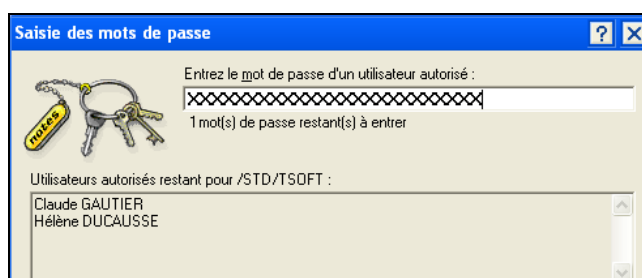 Saisie des mots de passe
Entrez le mot de passe d'un utilisateur autorisé :
XXXXXXXXXXXXXXXXXXXXXXXXXXX
1 mot(s) de passe restant(s) à entrer
notes
Utilisateurs autorisés restant pour /STD/TSOFT :
Claude GAUTIER
Hélène DUCAUSSE